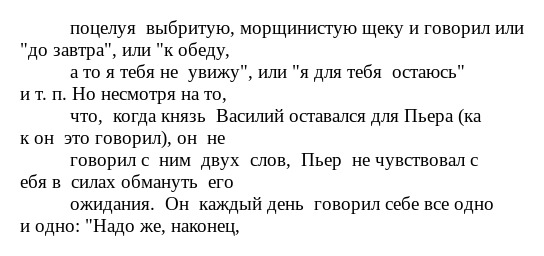 поцелуя выбритую, морщинистую щеку и говорил или
"до завтра", или "к обеду,
а то я тебя не увижу", или "я для тебя остаюсь"
и т. п. Но несмотря на то,
что, когда князь Василий оставался для Пьера (ка
к он это говорил), он не
говорил с ним двух слов, Пьер не чувствовал с
ебя в силах обмануть его
ожидания. Он каждый день говорил себе все одно
и одно: "Надо же, наконец,